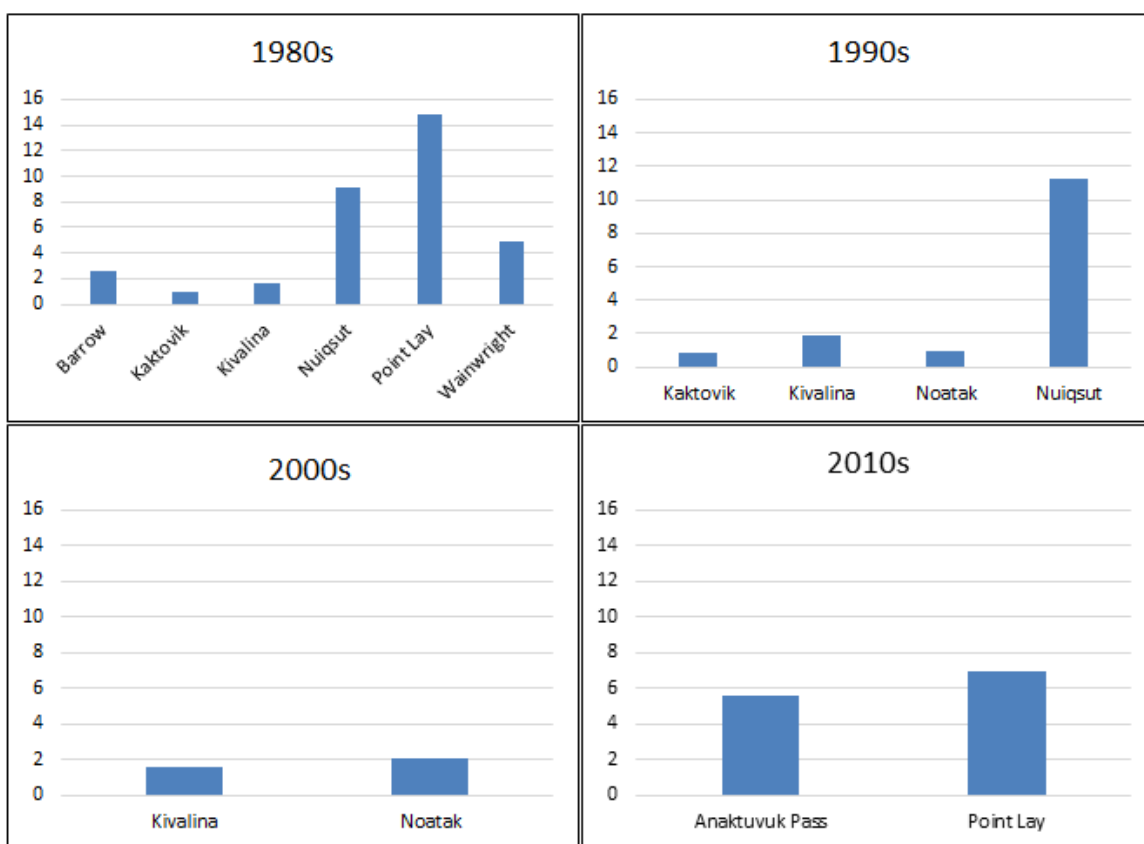 1980s
16
14
12
10
8
6
4
2
0
Barrow
Kaktovik
Kivalina
Nuiqsut
Point Lay
Wainwright
1990s
16
14
12
10
8
6
4
2
0
Kaktovik Kivalina Noatak Nuiqsut
2000s
16
14
12
10
8
6
4
2
0
Kivalina Noatak
2010s
16
14
12
10
8
6
4
2
0
Anaktuvuk Pass Point Lay